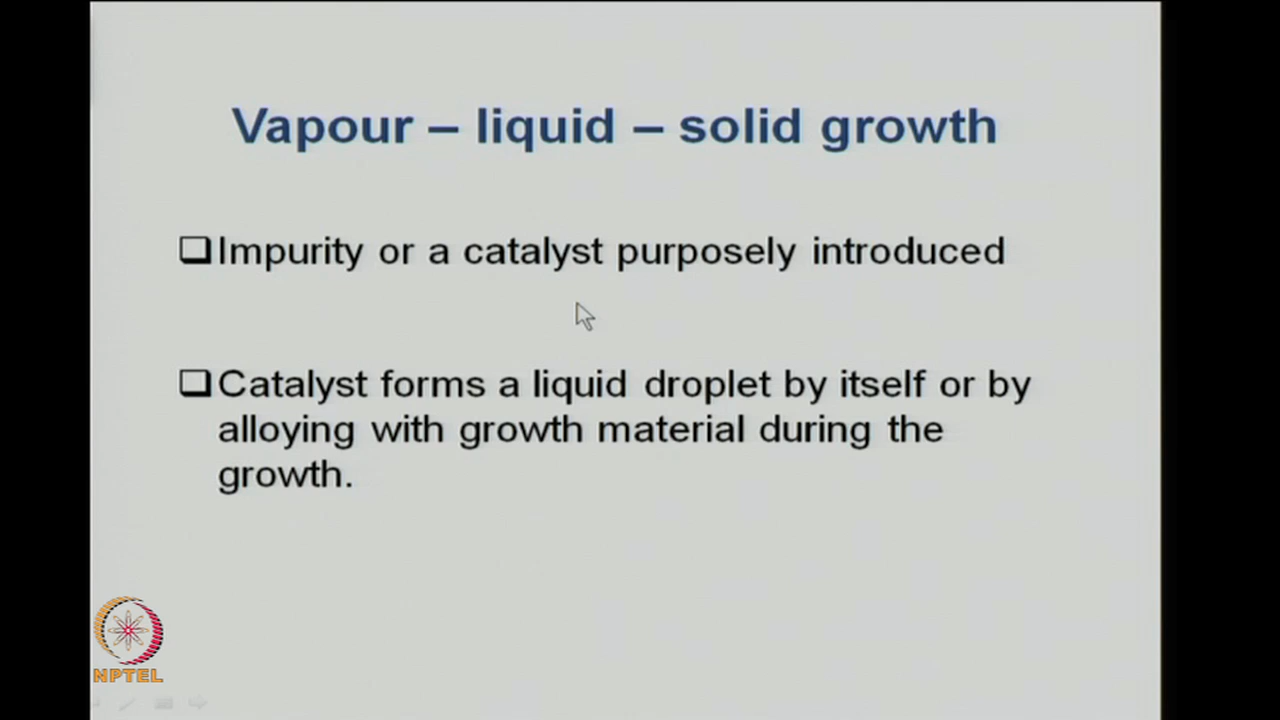 Vapour – liquid – solid growth
❑Impurity or a catalyst purposely introduced
❑Catalyst forms a liquid droplet by itself or by
alloying with growth material during the
growth.
NPTEL